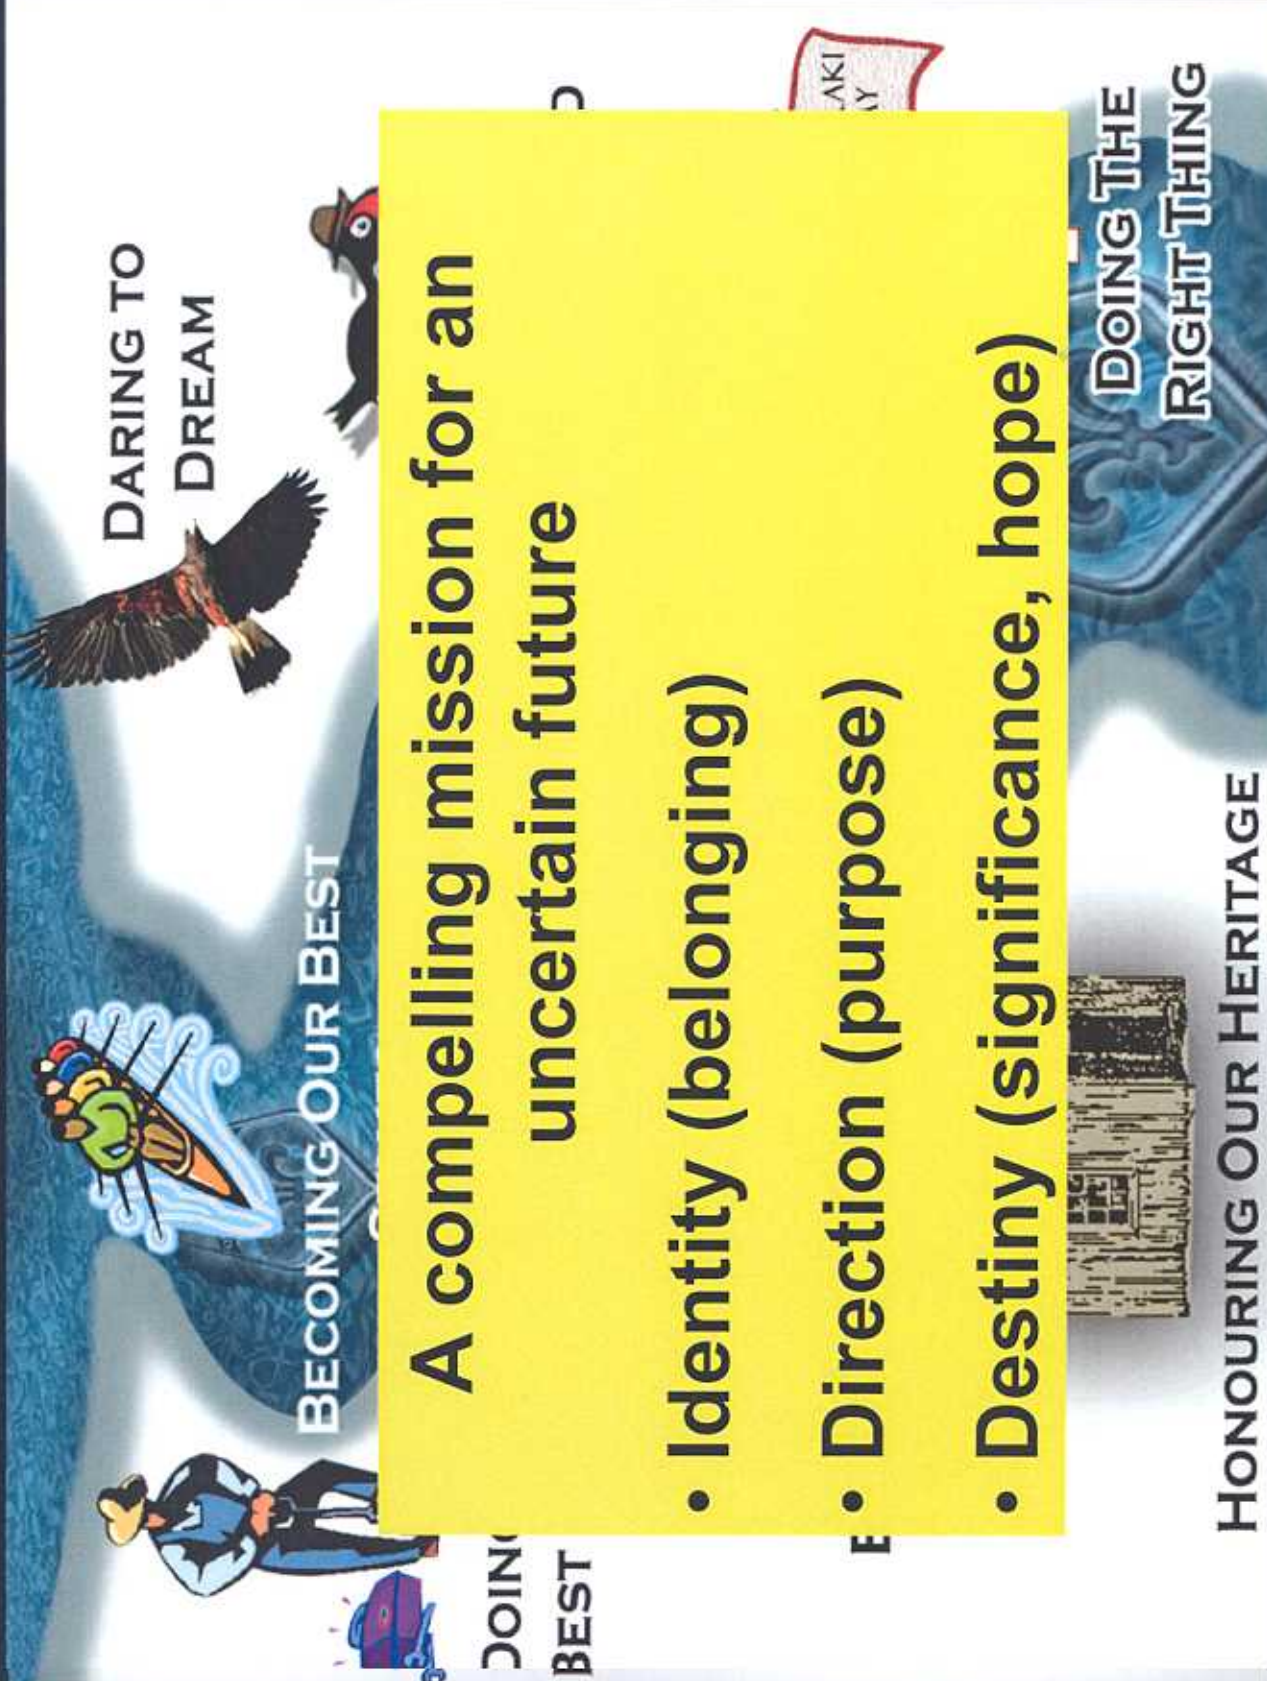 DARING TO
DREAM
BECOMING OUR BEST
A compelling mission for an
uncertain future
BEST
• Identity (belonging)
• Direction (purpose)
• Destiny (significance, hope)
DOING THE
RIGHT THING
HONOURING OUR HERITAGE